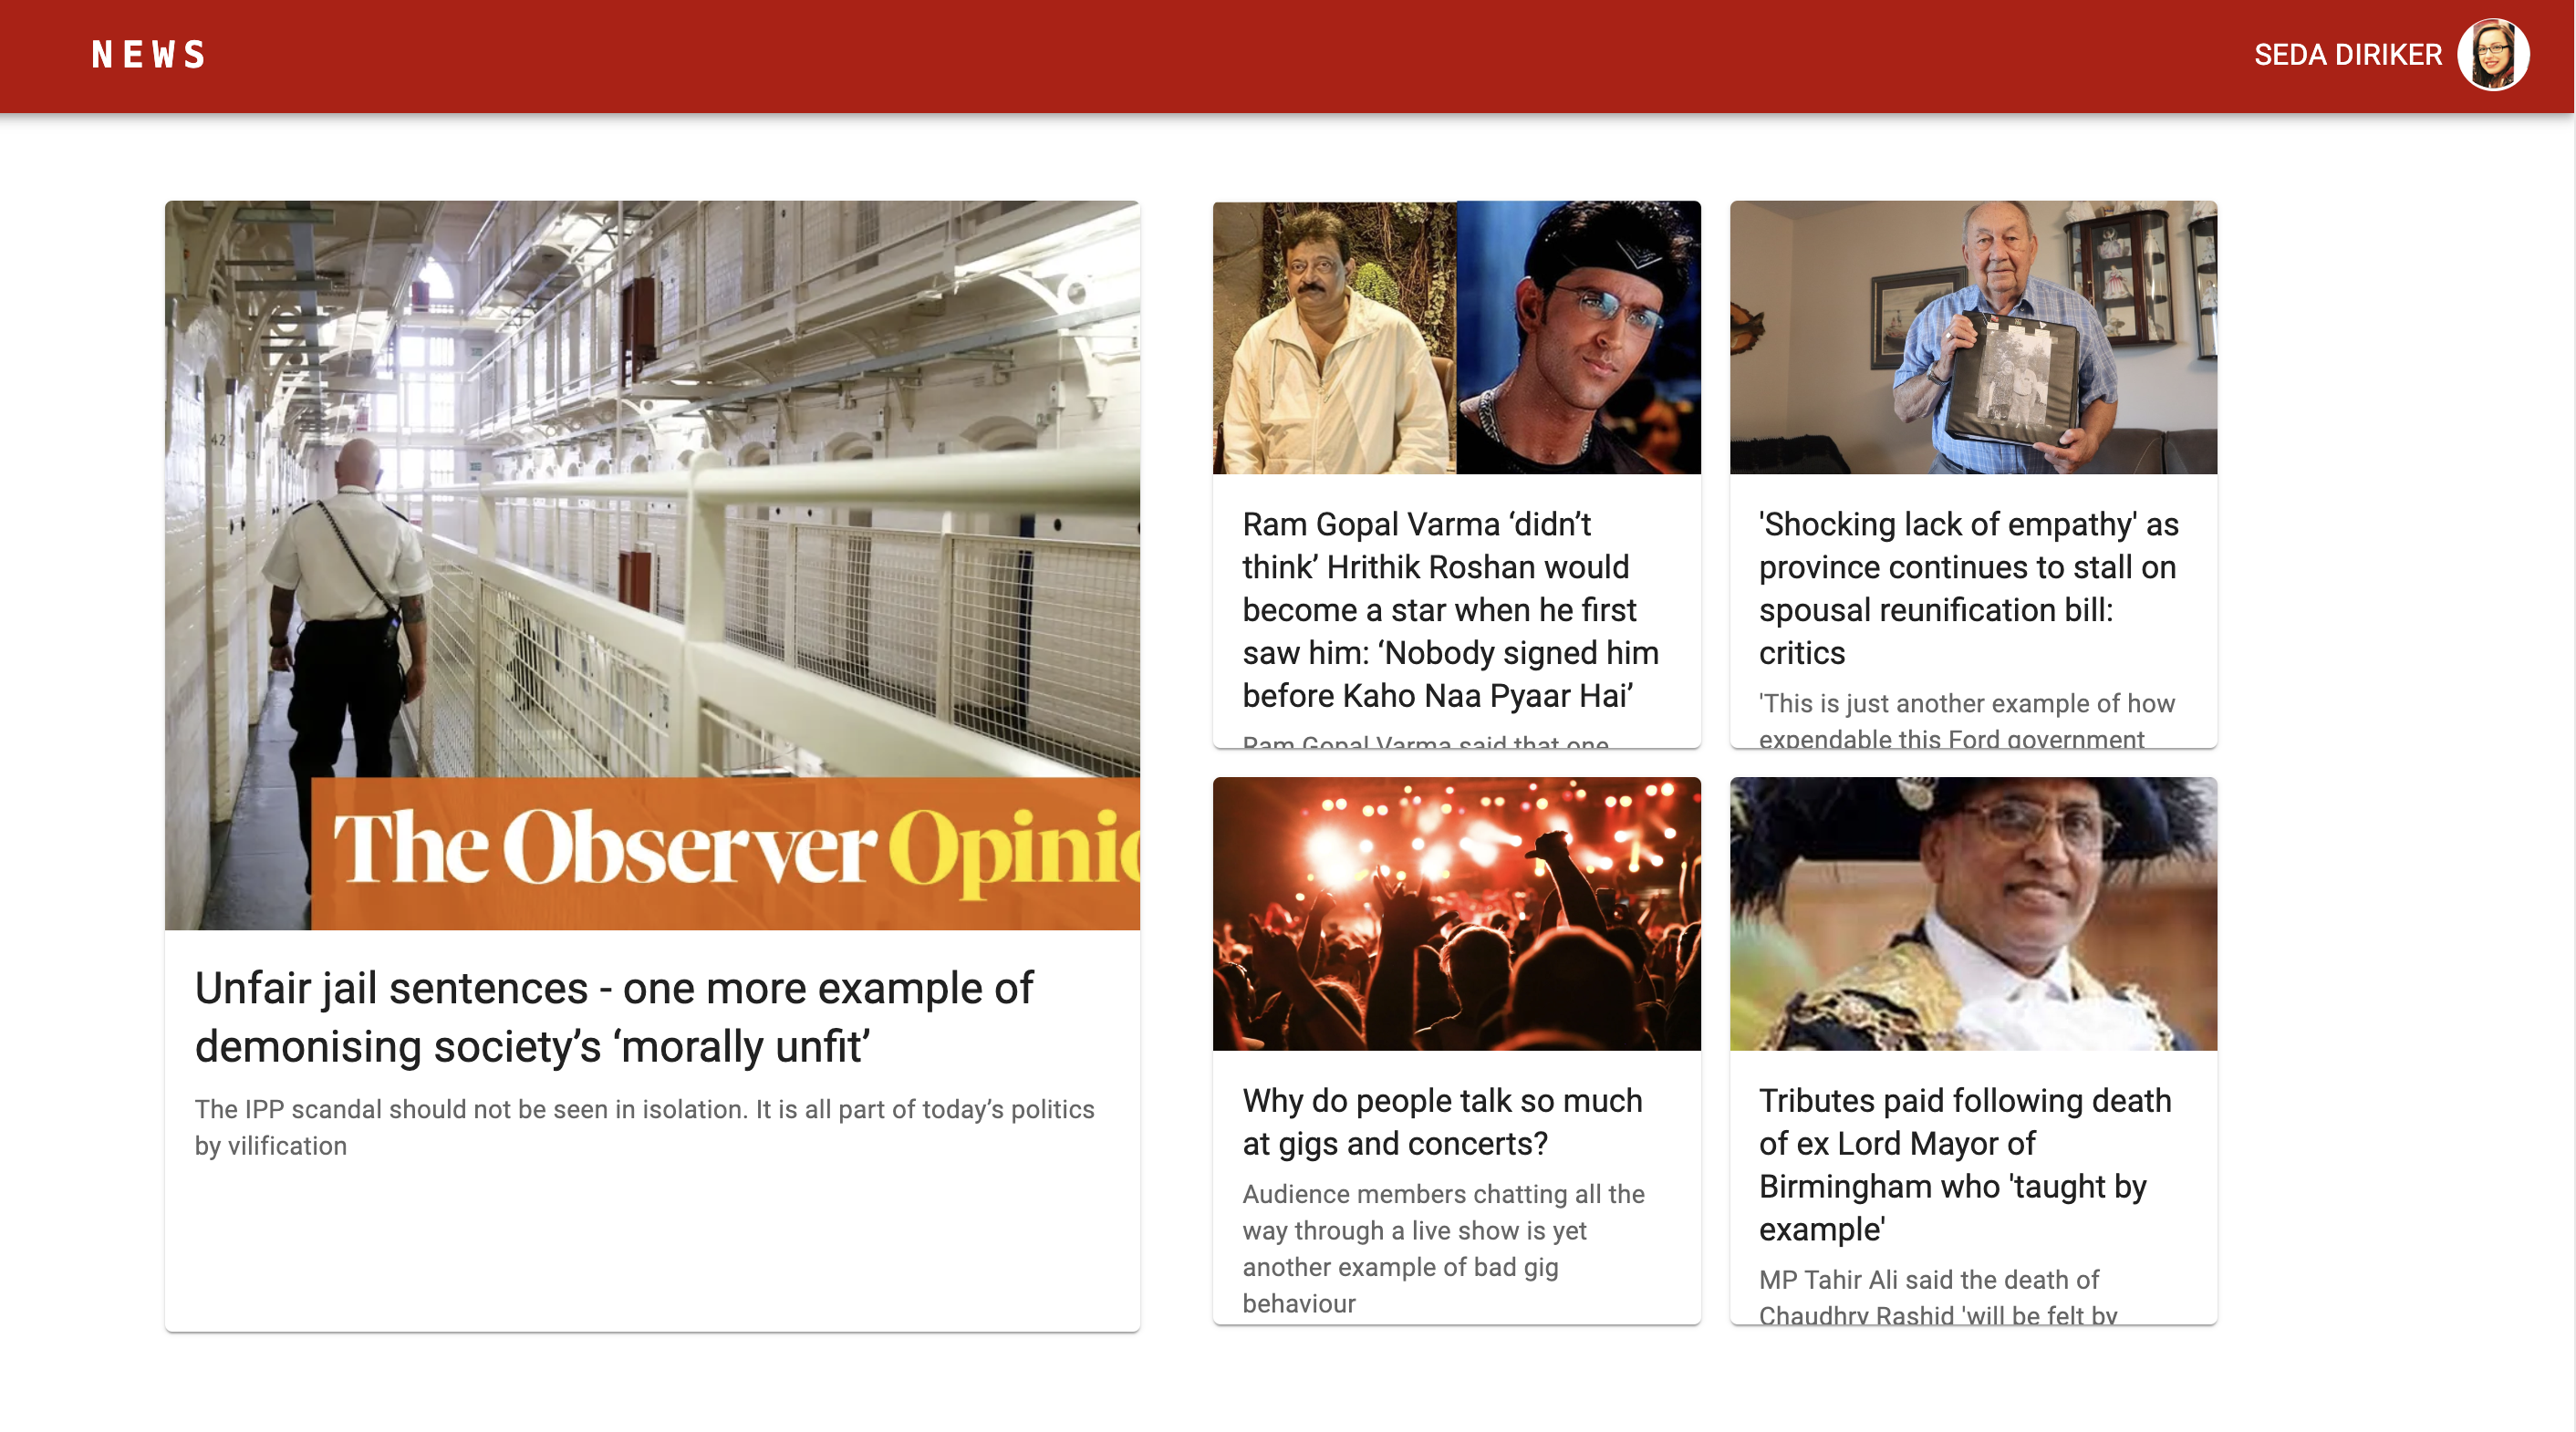 NEWS
SEDA DIRIKER
42
The Observer Opinio
Unfair jail sentences - one more example of
demonising society’s ‘morally unfit’
The IPP scandal should not be seen in isolation. It is all part of today’s politics
by vilification
Ram Gopal Varma ‘didn’t
think’ Hrithik Roshan would
become a star when he first
saw him: ‘Nobody signed him
before Kaho Naa Pyaar Hai’
Ram Gopal Varma said that one
'Shocking lack of empathy' as
province continues to stall on
spousal reunification bill:
critics
'This is just another example of how
expendable this Ford government
Why do people talk so much
at gigs and concerts?
Audience members chatting all the
way through a live show is yet
another example of bad gig
behaviour
Tributes paid following death
of ex Lord Mayor of
Birmingham who 'taught by
example'
MP Tahir Ali said the death of
Chaudhry Rashid 'will be felt by